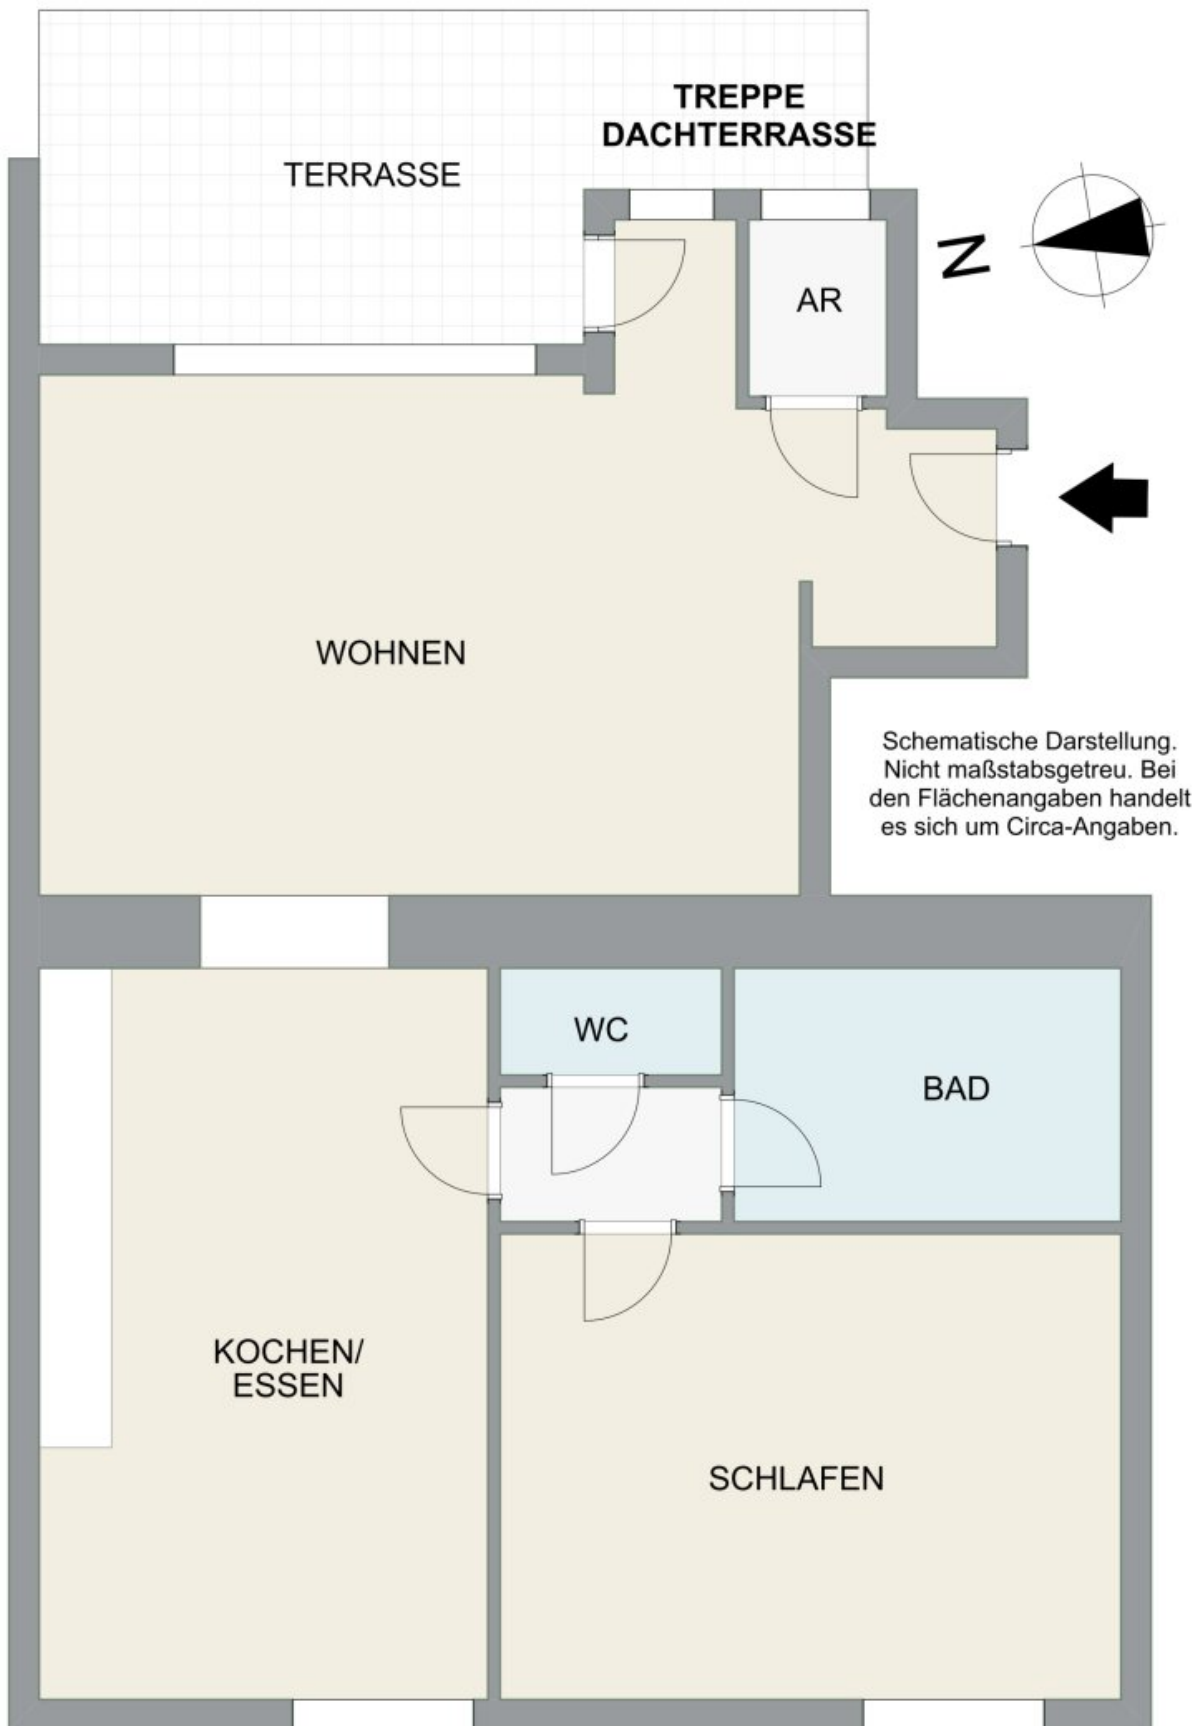 TREPPE
DACHTERRASSE
TERRASSE
N
AR
WOHNEN
Schematische Darstellung.
Nicht maßstabsgetreu. Bei
den Flächenangaben handelt
es sich um Circa-Angaben.
WC
BAD
KOCHEN/
ESSEN
SCHLAFEN